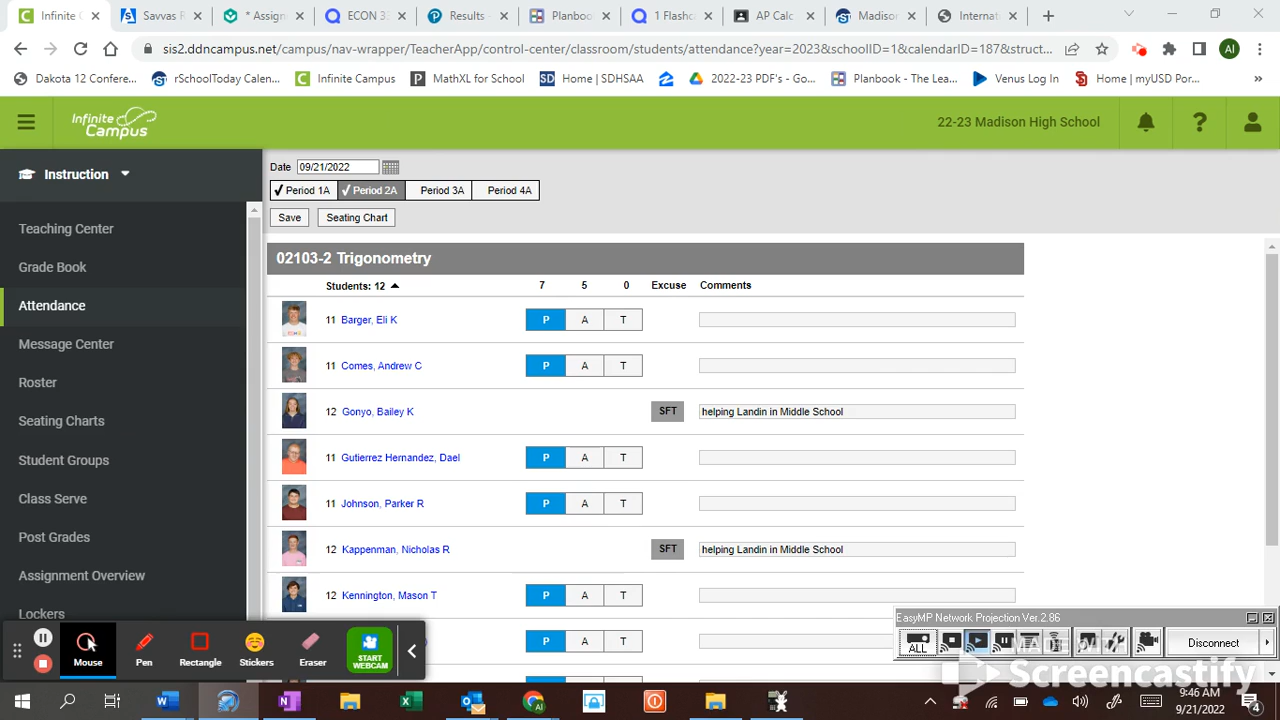 Infinite C
Savvas R
* Assign
ECON 33
Results -
Planbook
1 Flashc
AP Calc
Madison
Internat
sis2.ddncampus.net/campus/nav-wrapper/TeacherApp/control-center/classroom/students/attendance?year=2023&schoolID=1&calendarID=187&struct...
AI
Dakota 12 Confere...
rSchoolToday Calen...
Infinite Campus
MathXL for School
Home | SDHSAA
2022-23 PDF's - Go...
Planbook - The Lea...
Venus Log In
Home | myUSD Por...
»
Infinite Campus
22-23 Madison High School
Instruction
Date 09/21/2022
Period 1A Period 2A Period 3A Period 4A
Save Seating Chart
Teaching Center
Grade Book
Attendance
Message Center
Roster
Seating Charts
Student Groups
Class Serve
Post Grades
Assignment Overview
Lockers
02103-2 Trigonometry
Students: 12 7 5 0 Excuse Comments
11 Barger, Eli K P A T
11 Comes, Andrew C P A T
12 Gonyo, Bailey K SFT helping Landin in Middle School
11 Gutierrez Hernandez, Dael P A T
11 Johnson, Parker R P A T
12 Kappenman, Nicholas R SFT helping Landin in Middle School
12 Kennington, Mason T P A T
P A T
EasyMP Network Projection Ver.2.86
ALL
Disconnect
Mouse
Pen
Rectangle
Stickers
Eraser
START WEBCAM
MADE WITH
Screencastify
9:46 AM
9/21/2022
4